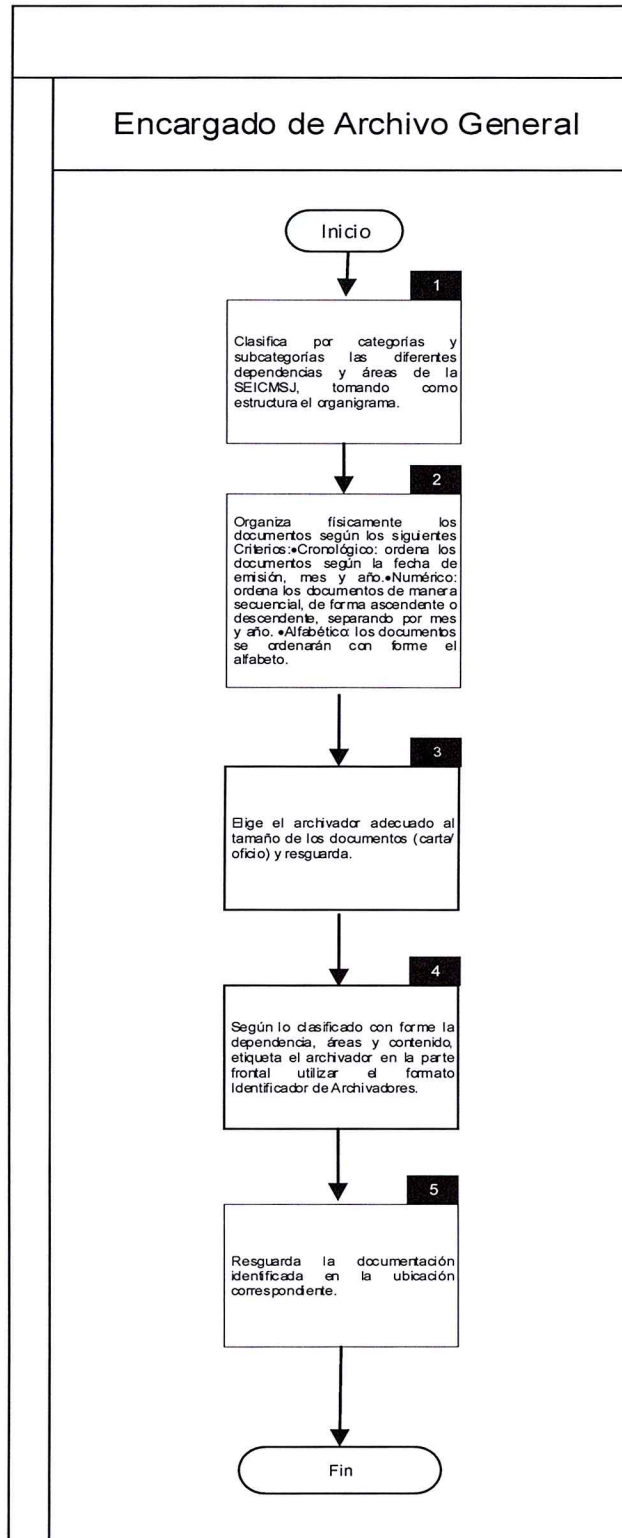 Encargado de Archivo General
Inicio
1
Clasifica por categorías y
subcategorías las diferentes
dependencias y áreas de la
SEICMSJ, tomando como
estructura el organigrama.
2
Organiza físicamente los
documentos según los siguientes
Criterios:•Cronológico: ordena los
documentos según la fecha de
emisión, mes y año.•Numérico:
ordena los documentos de manera
secuencial, de forma ascendente o
descendente, separando por mes
y año. •Alfabético: los documentos
se ordenarán con forme el
alfabeto.
3
Elige el archivador adecuado al
tamaño de los documentos (carta/
oficio) y resguarda.
4
Según lo clasificado con forme la
dependencia, áreas y contenido,
etiqueta el archivador en la parte
frontal utilizar el formato
Identificador de Archivadores.
5
Resguarda la documentación
identificada en la ubicación
correspondiente.
Fin